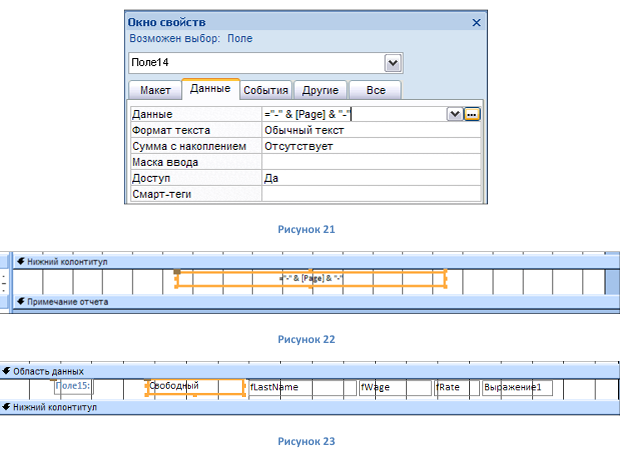 Окно свойств
Возможен выбор: Поле
Поле14
Макет Данные События Другие Все
Данные ="-" & [Page] & "-"
Формат текста Обычный текст
Сумма с накоплением Отсутствует
Маска ввода
Доступ Да
Смарт-теги
Рисунок 21
Нижний колонтитул
="-" & [Page] & "-"
Примечание отчета
Рисунок 22
Область данных
Поле15: Свободный fLastName fWage fRate Выражение1
Нижний колонтитул
Рисунок 23